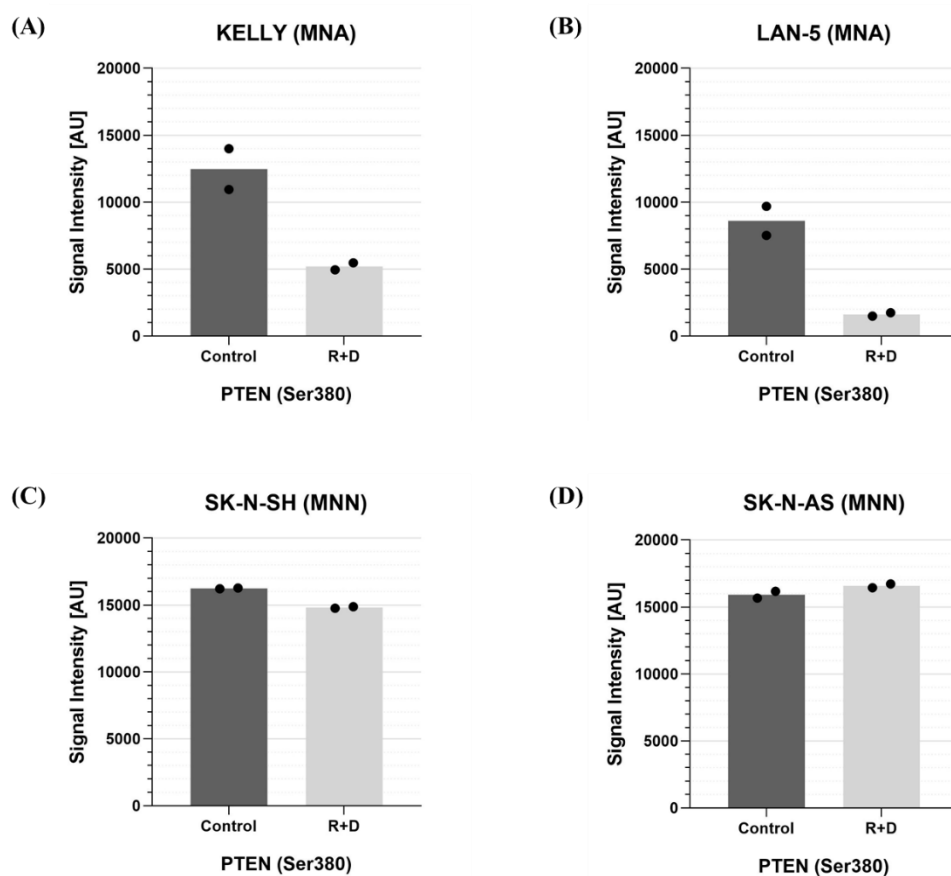 (A)
KELLY (MNA)
20000
15000
10000
5000
0
Signal Intensity [AU]
Control R+D
PTEN (Ser380)
(B)
LAN-5 (MNA)
20000
15000
10000
5000
0
Signal Intensity [AU]
Control R+D
PTEN (Ser380)
(C)
SK-N-SH (MNN)
20000
15000
10000
5000
0
Signal Intensity [AU]
Control R+D
PTEN (Ser380)
(D)
SK-N-AS (MNN)
20000
15000
10000
5000
0
Signal Intensity [AU]
Control R+D
PTEN (Ser380)